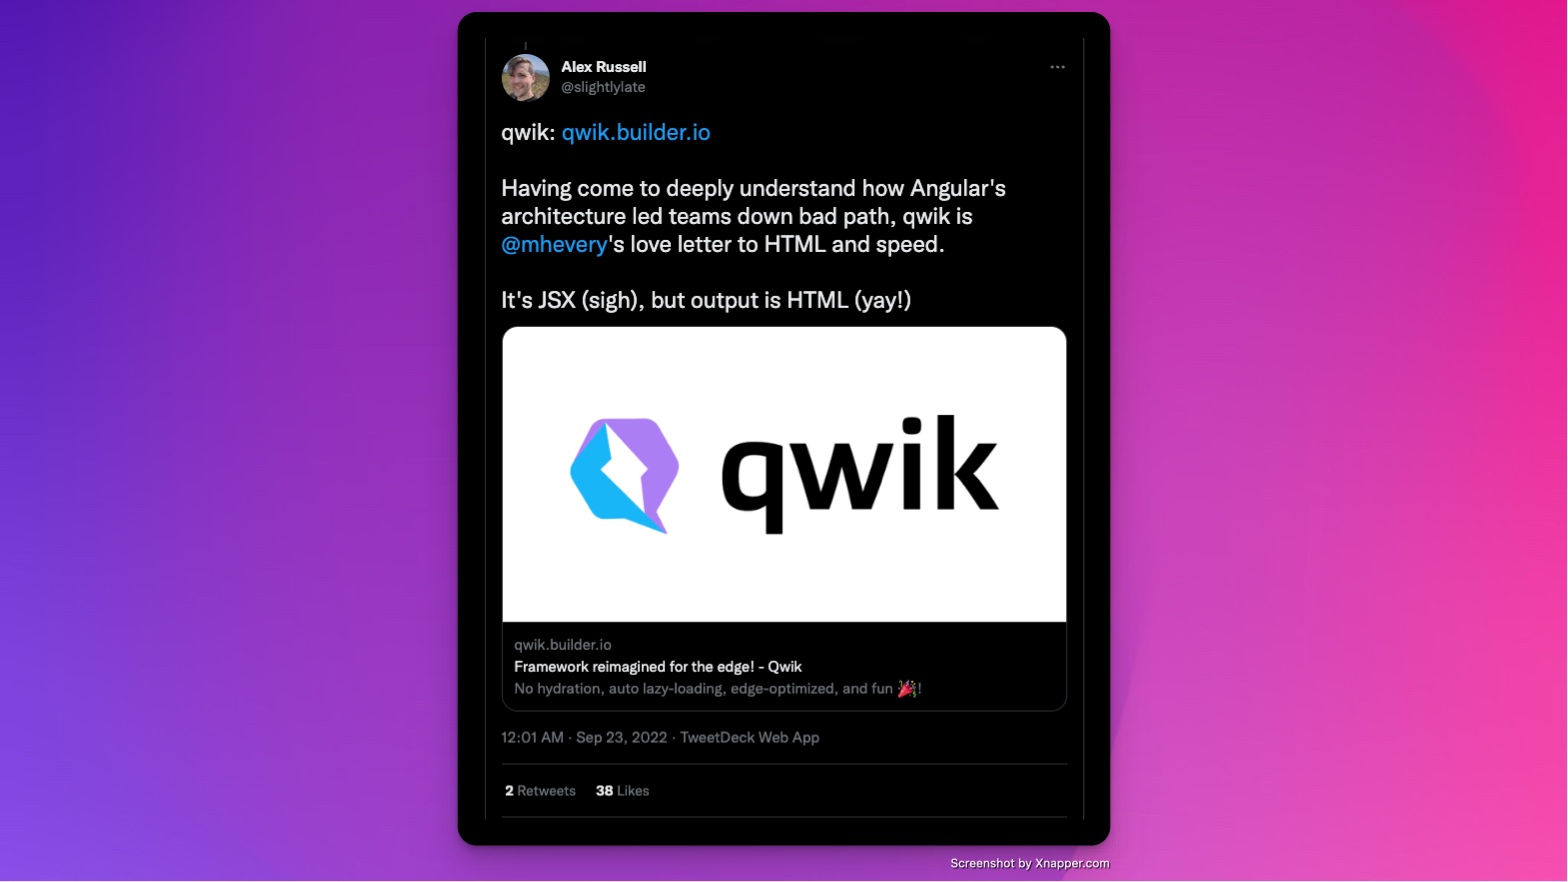 Alex Russell
@slightlylate
qwik: qwik.builder.io
Having come to deeply understand how Angular's
architecture led teams down bad path, qwik is
@mhevery's love letter to HTML and speed.
It's JSX (sigh), but output is HTML (yay!)
qwik
qwik.builder.io
Framework reimagined for the edge! - Qwik
No hydration, auto lazy-loading, edge-optimized, and fun 🎉!
12:01 AM · Sep 23, 2022 · TweetDeck Web App
2 Retweets 38 Likes
Screenshot by Xnapper.com